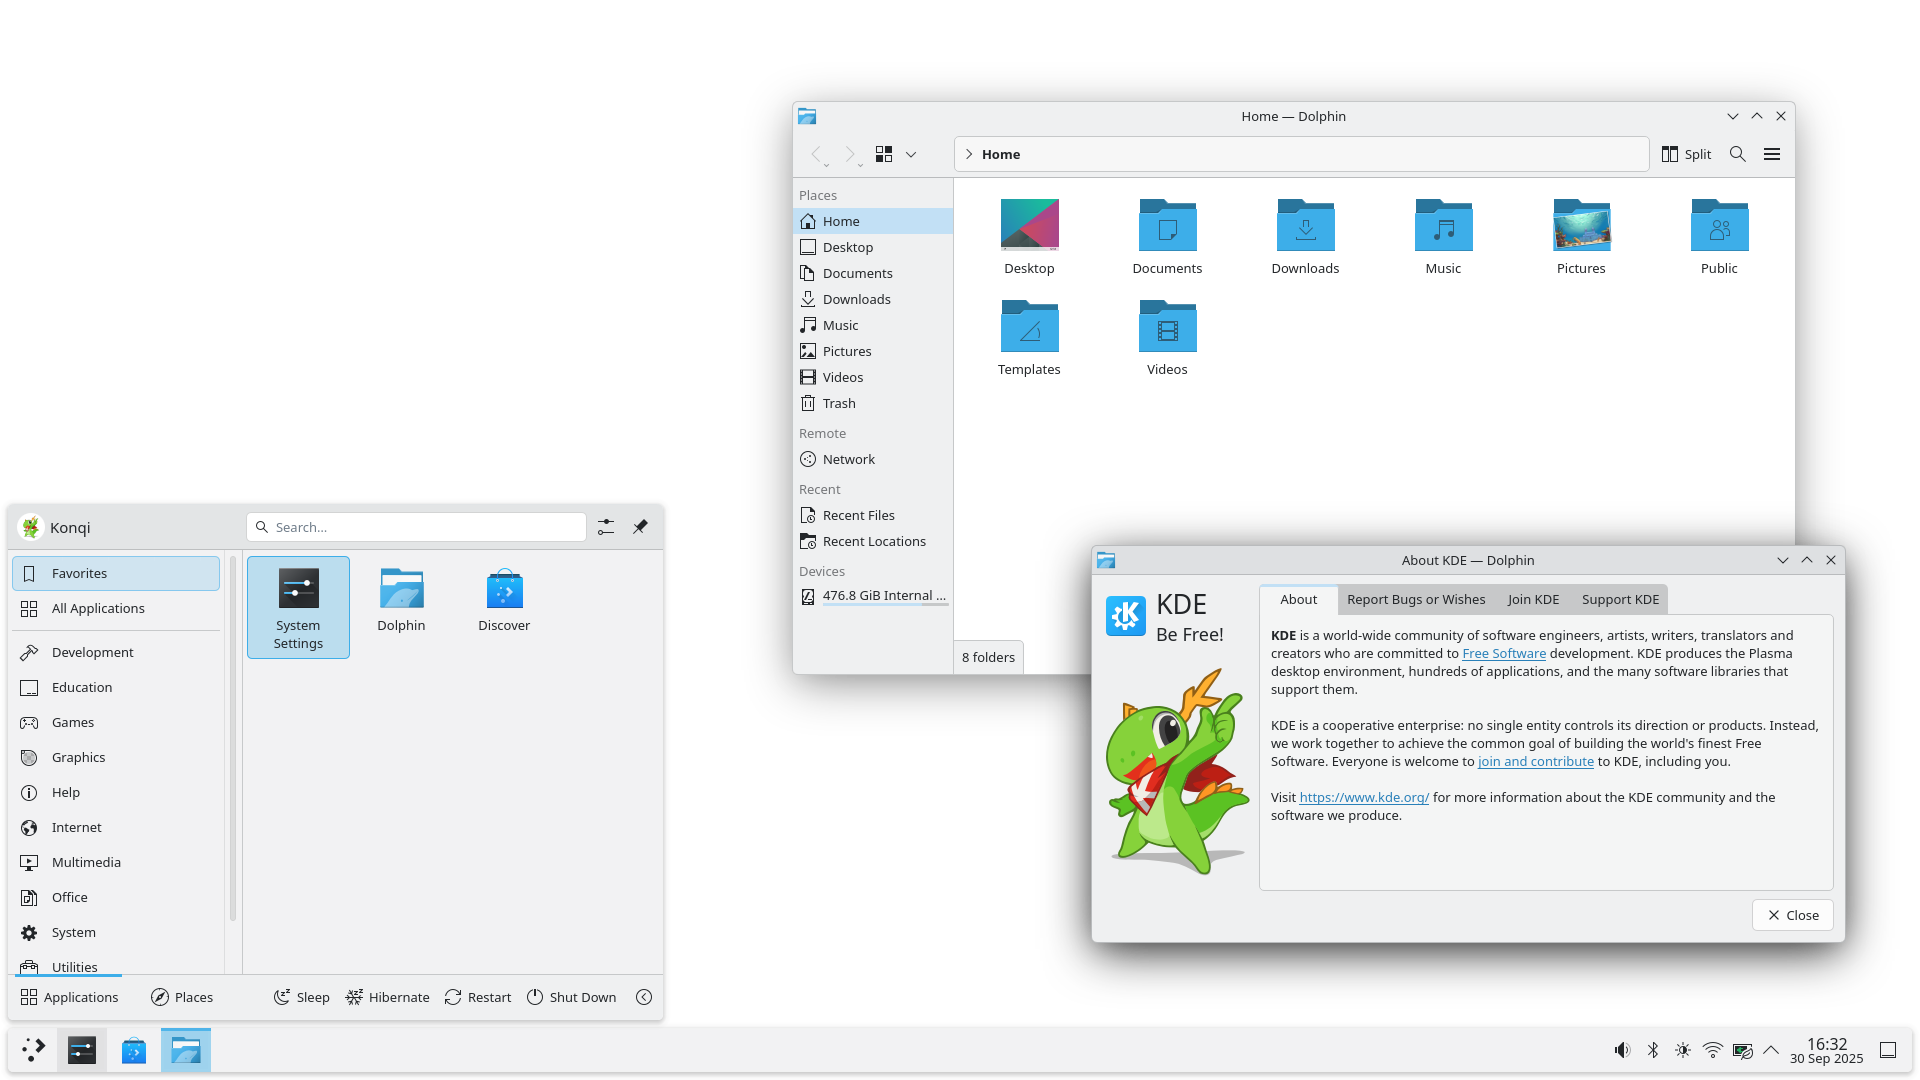 Home — Dolphin
Home
Split
Places
Home
Desktop
Documents
Downloads
Music
Pictures
Videos
Trash
Remote
Network
Recent
Recent Files
Recent Locations
Devices
476.8 GiB Internal ...
Desktop
Documents
Downloads
Music
Pictures
Public
Templates
Videos
8 folders
Konqi
Search...
Favorites
All Applications
Development
Education
Games
Graphics
Help
Internet
Multimedia
Office
System
Utilities
System
Settings
Dolphin
Discover
Applications
Places
Sleep
Hibernate
Restart
Shut Down
About KDE — Dolphin
KDE
Be Free!
About
Report Bugs or Wishes
Join KDE
Support KDE
KDE is a world-wide community of software engineers, artists, writers, translators and
creators who are committed to Free Software development. KDE produces the Plasma
desktop environment, hundreds of applications, and the many software libraries that
support them.
KDE is a cooperative enterprise: no single entity controls its direction or products. Instead,
we work together to achieve the common goal of building the world's finest Free
Software. Everyone is welcome to join and contribute to KDE, including you.
Visit https://www.kde.org/ for more information about the KDE community and the
software we produce.
Close
16:32
30 Sep 2025